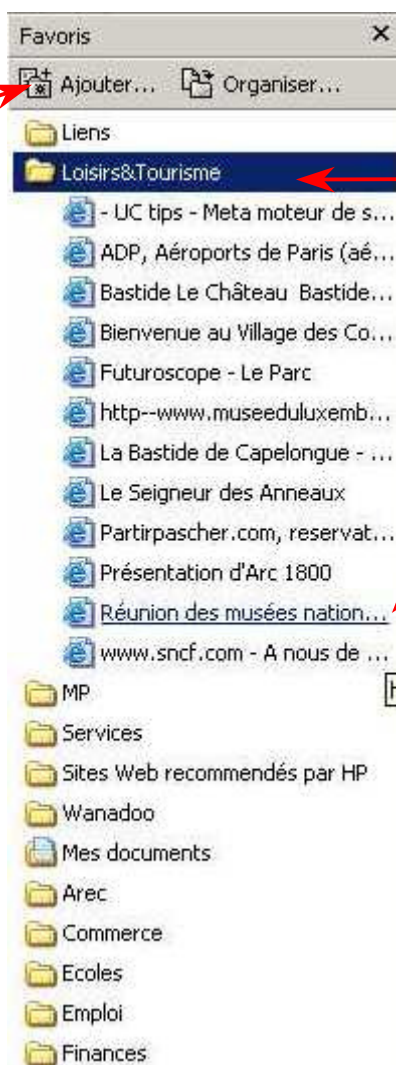 Favoris
Ajouter... Organiser...
Liens
Loisirs&Tourisme
- UC tips - Meta moteur de s...
ADP, Aéroports de Paris (aé...
Bastide Le Château Bastide...
Bienvenue au Village des Co...
Futuroscope - Le Parc
http--www.museeduluxemb...
La Bastide de Capelongue - ...
Le Seigneur des Anneaux
Partirpascher.com, reservat...
Présentation d'Arc 1800
Réunion des musées nation...
www.sncf.com - A nous de ...
MP
Services
Sites Web recommandés par HP
Wanadoo
Mes documents
Arec
Commerce
Ecoles
Emploi
Finances